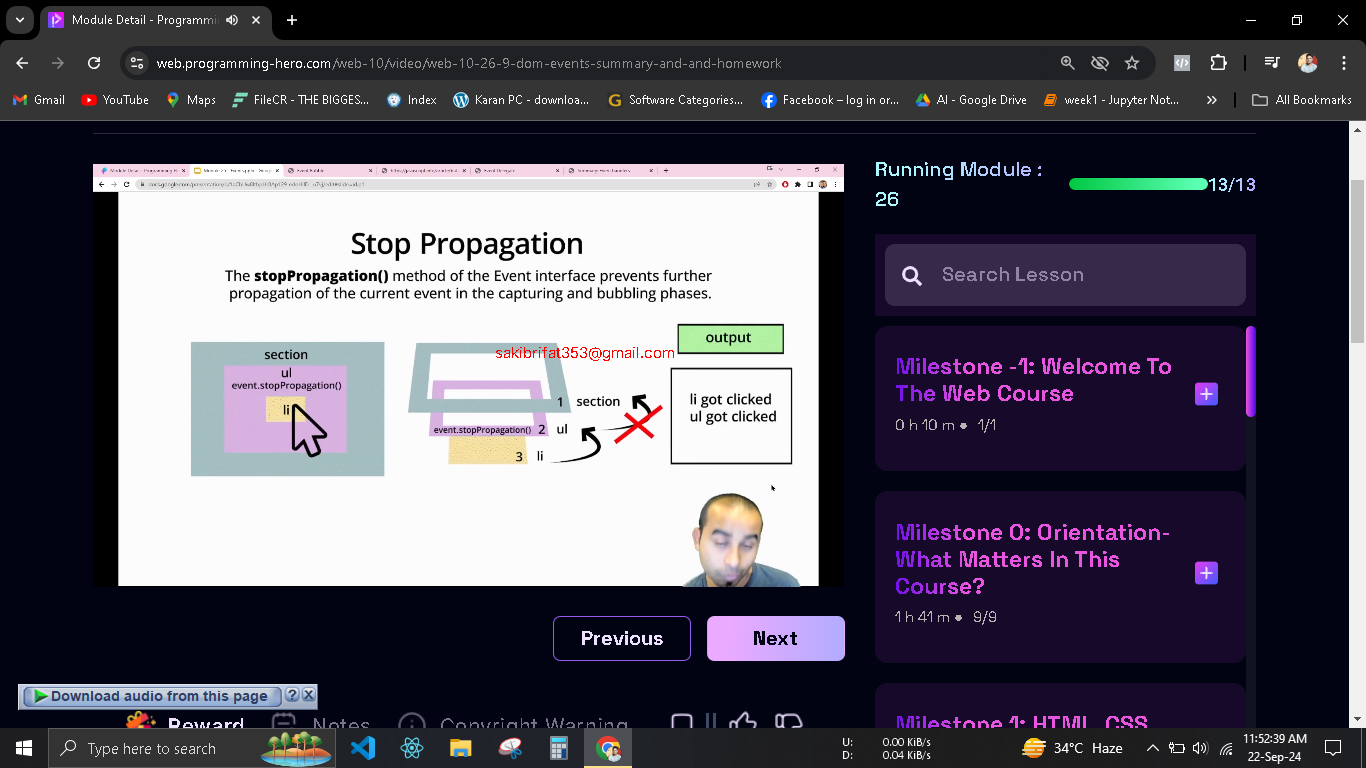 Module Detail - Programmi
web.programming-hero.com/web-10/video/web-10-26-9-dom-events-summary-and-and-homework
Gmail
YouTube
Maps
FileCR - THE BIGGES...
Index
Karan PC - downloa...
Software Categories...
Facebook – log in or...
AI - Google Drive
week1 - Jupyter Not...
»
All Bookmarks
Event Bubble
Event Delegate
Stop Propagation
The stopPropagation() method of the Event interface prevents further
propagation of the current event in the capturing and bubbling phases.
section
ul
event.stopPropagation()
li
sakibrifat353@gmail.com
1 section
event.stopPropagation() 2 ul
3 li
output
li got clicked
ul got clicked
Previous
Next
Running Module :
26
13/13
Search Lesson
Milestone -1: Welcome To
The Web Course
0 h 10 m • 1/1
Milestone 0: Orientation-
What Matters In This
Course?
1 h 41 m • 9/9
Milestone 1: HTML, CSS
Download audio from this page ? X
Reward
Notes
Copyright Warning
Type here to search
U: 0.00 KiB/s
D: 0.04 KiB/s
34°C Haze
11:52:39 AM
22-Sep-24